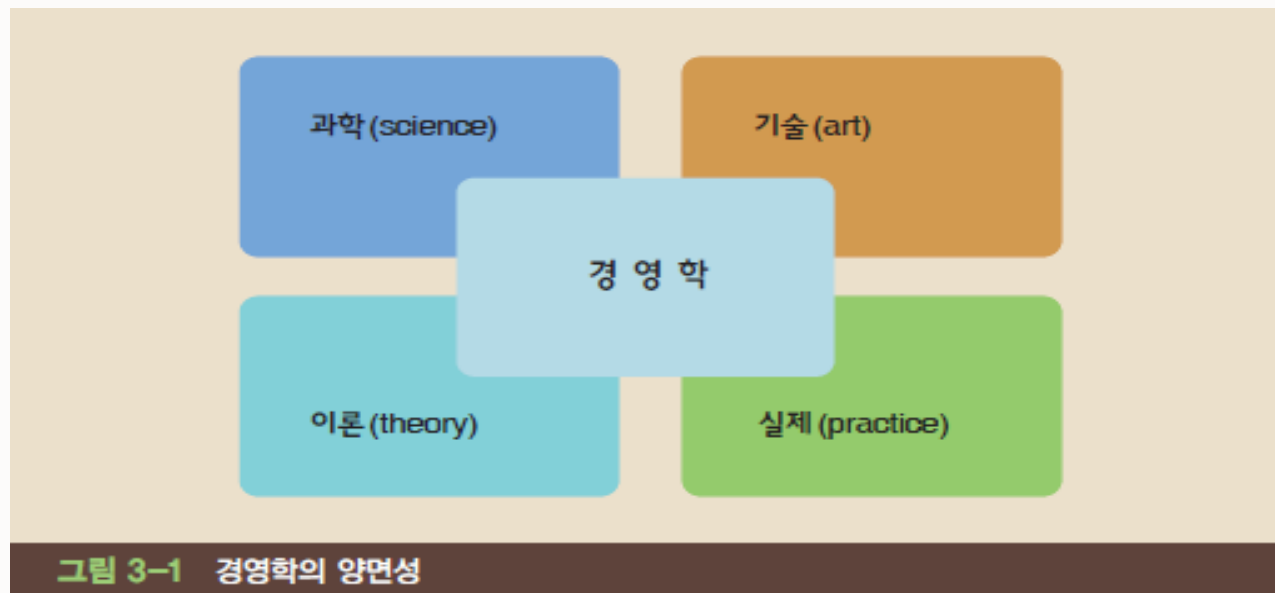 과학(science)
기술(art)
경 영 학
이론(theory)
실제(practice)
그림 3-1 경영학의 양면성